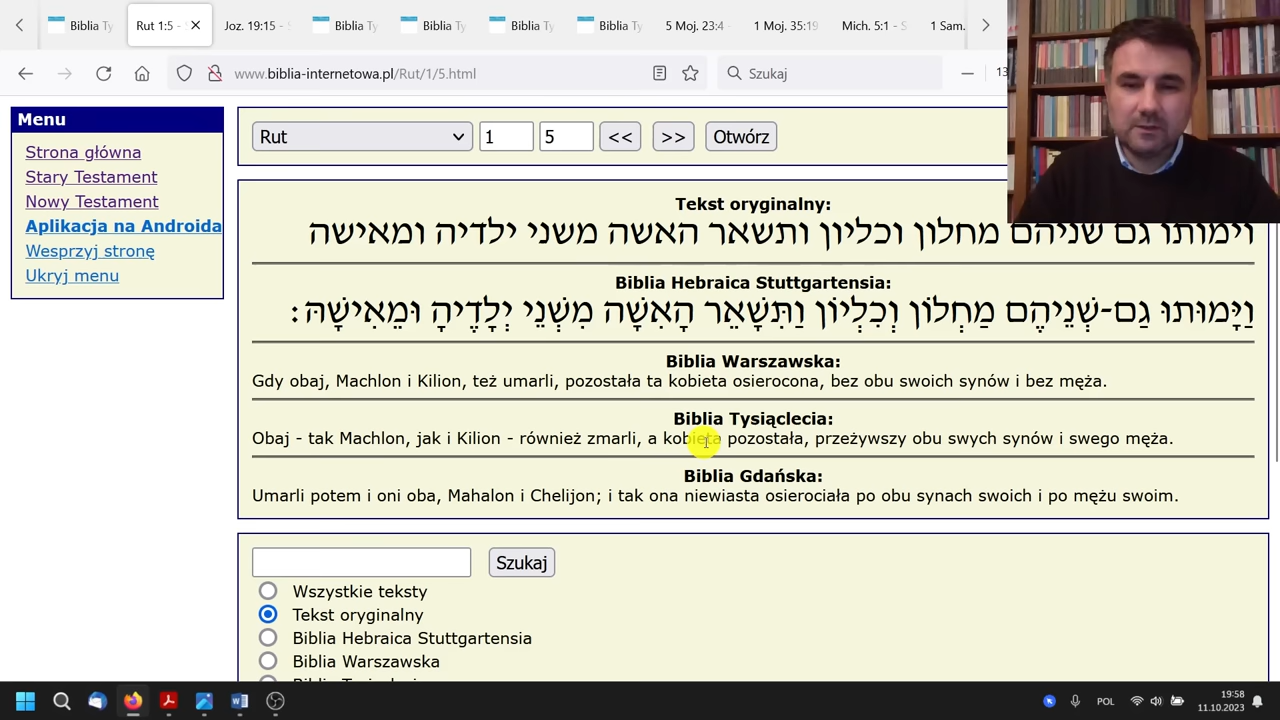 Biblia Ty
Rut 1:5 -
Joz. 19:15 -
Biblia Ty
Biblia Ty
Biblia Ty
Biblia Ty
5 Moj. 23:4
1 Moj. 35:19
Mich. 5:1 - S
1 Sam.
www.biblia-internetowa.pl/Rut/1/5.html
Szukaj
13
Menu
Strona główna
Stary Testament
Nowy Testament
Aplikacja na Androida
Wesprzyj stronę
Ukryj menu
Rut 1 5 << >> Otwórz
Tekst oryginalny:
וימותו גם שניהם מחלון וכליון ותשאר האשה משני ילדיה ומאישה
Biblia Hebraica Stuttgartensia:
וַיָּמוּתוּ גַם-שְׁנֵיהֶם מַחְלוֹן וְכִלְיוֹן וַתִּשָּׁאֵר הָאִשָּׁה מִשְּׁנֵי יְלָדֶיהָ וּמֵאִישָׁהּ׃
Biblia Warszawska:
Gdy obaj, Machlon i Kilion, też umarli, pozostała ta kobieta osierocona, bez obu swoich synów i bez męża.
Biblia Tysiąclecia:
Obaj - tak Machlon, jak i Kilion - również zmarli, a kobieta pozostała, przeżywszy obu swych synów i swego męża.
Biblia Gdańska:
Umarli potem i oni oba, Mahalon i Chelijon; i tak ona niewiasta osierociała po obu synach swoich i po mężu swoim.
Szukaj
Wszystkie teksty
Tekst oryginalny
Biblia Hebraica Stuttgartensia
Biblia Warszawska
POL
19:58
11.10.2023